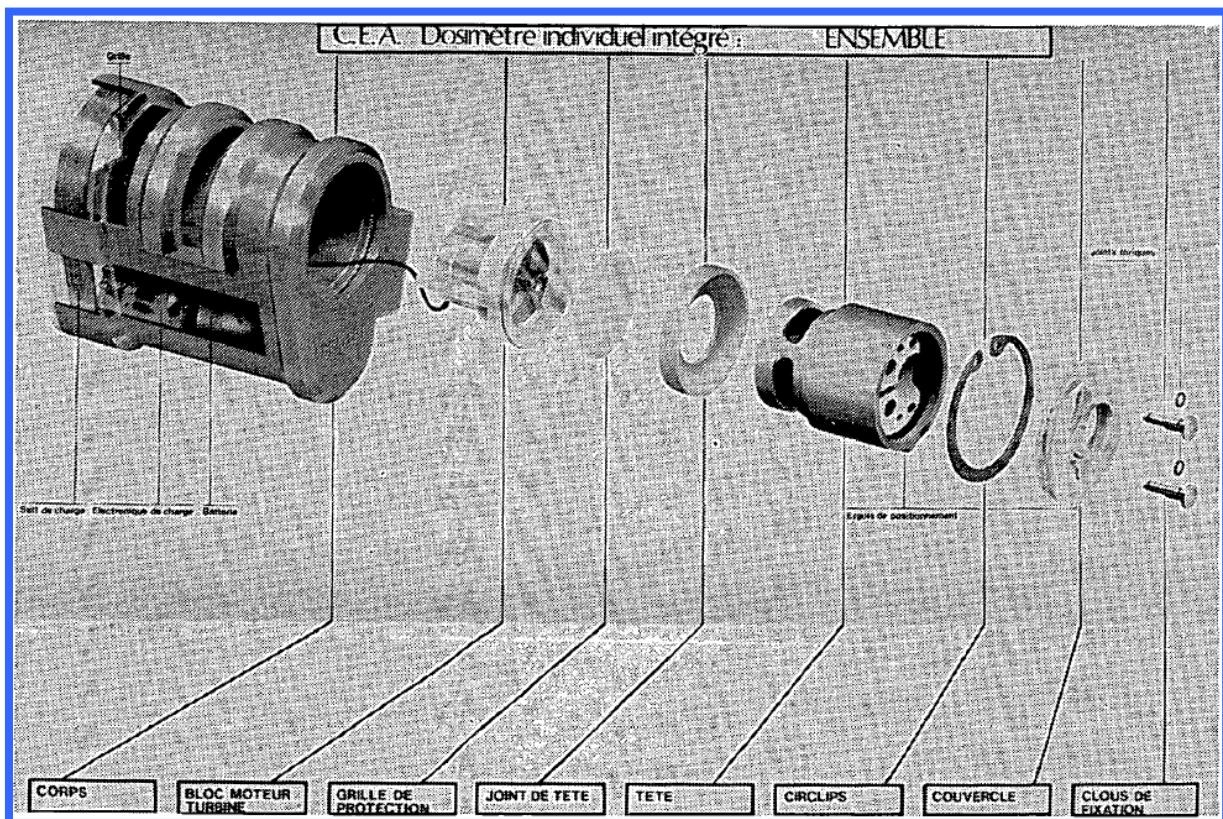 C.E.A. Dosimètre individuel intégré : ENSEMBLE
Grille
joints toriques
Self de charge Electronique de charge Batterie
Ergots de positionnement
CORPS
BLOC MOTEUR
TURBINE
GRILLE DE
PROTECTION
JOINT DE TETE
TETE
CIRCLIPS
COUVERCLE
CLOUS DE
FIXATION